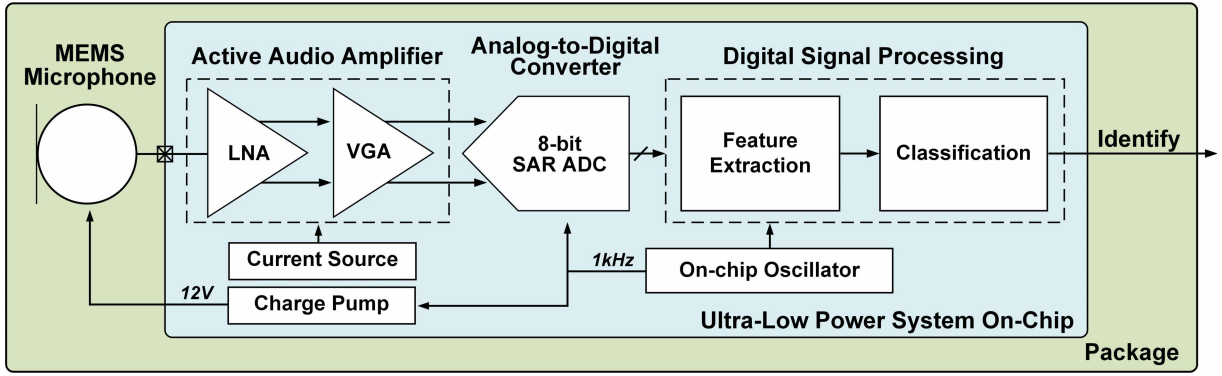 MEMS
Microphone
Active Audio Amplifier
Analog-to-Digital
Converter
Digital Signal Processing
LNA
VGA
8-bit
SAR ADC
Feature
Extraction
Classification
Identify
Current Source
1kHz
On-chip Oscillator
12V
Charge Pump
Ultra-Low Power System On-Chip
Package